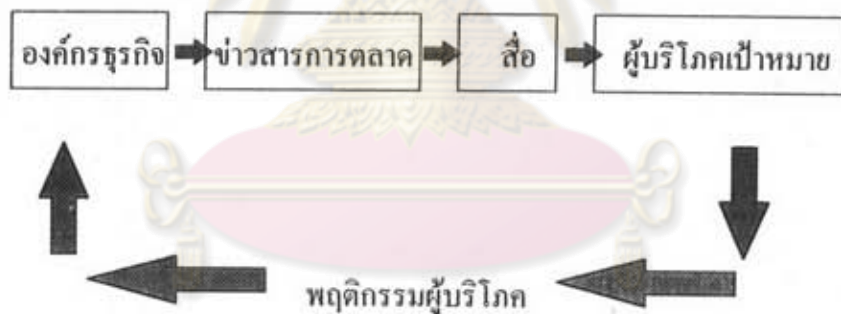 องค์กรธุรกิจ ข่าวสารการตลาด สื่อ ผู้บริโภคเป้าหมาย
พฤติกรรมผู้บริโภค